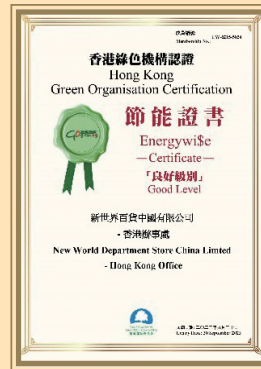 香港綠色機構認證
Hong Kong
Green Organisation Certification
節能證書
Energywi$e
—Certificate—
「良好級別」
Good Level
新世界百貨中國有限公司
- 香港辦事處
New World Department Store China Limited
- Hong Kong Office